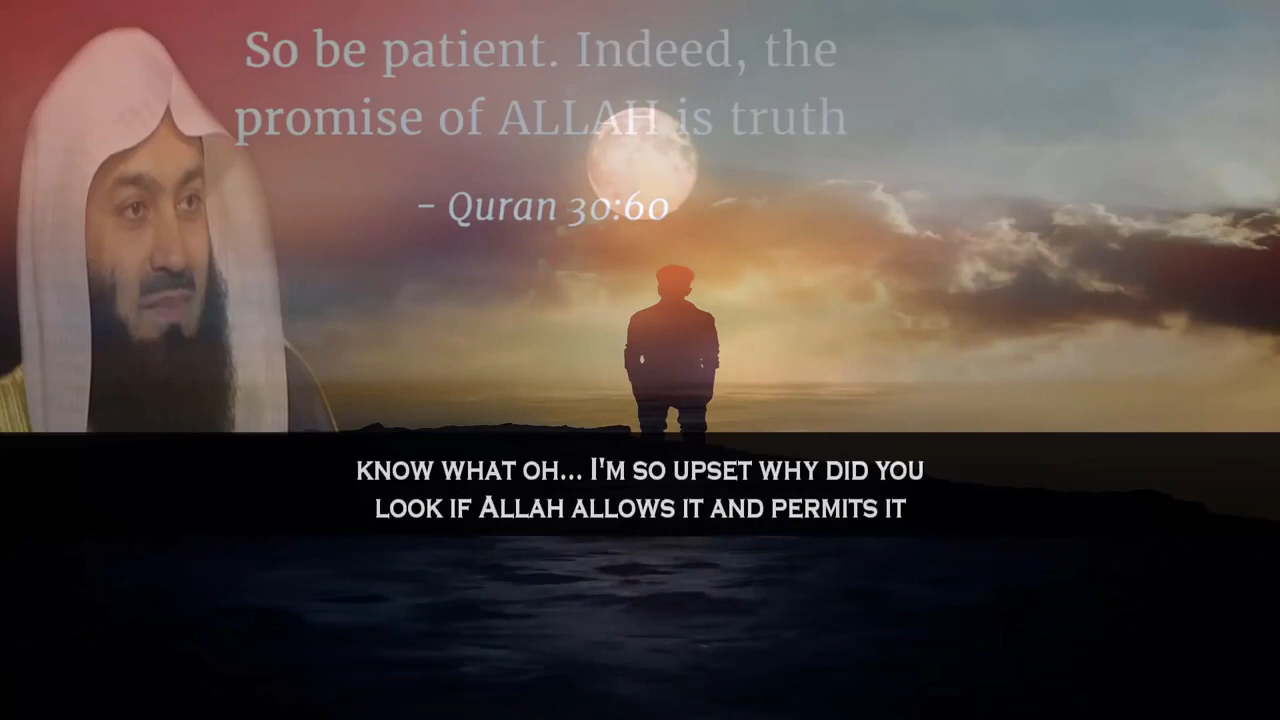 So be patient. Indeed, the
promise of ALLAH is truth
- Quran 30:60
KNOW WHAT OH... I'M SO UPSET WHY DID YOU
LOOK IF ALLAH ALLOWS IT AND PERMITS IT